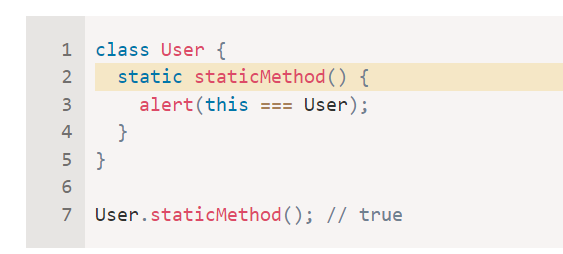 1 class User {
2   static staticMethod() {
3     alert(this === User);
4   }
5 }
6
7 User.staticMethod(); // true